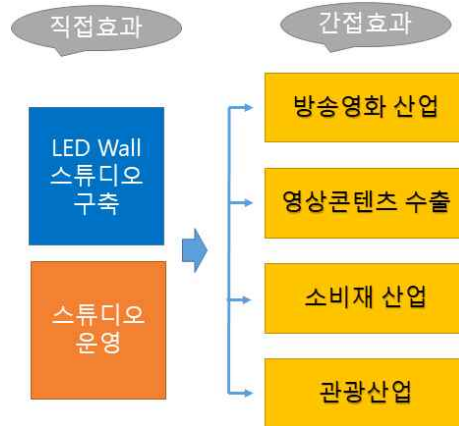 직접효과
간접효과
LED Wall
스튜디오
구축
스튜디오
운영
방송영화 산업
영상콘텐츠 수출
소비재 산업
관광산업